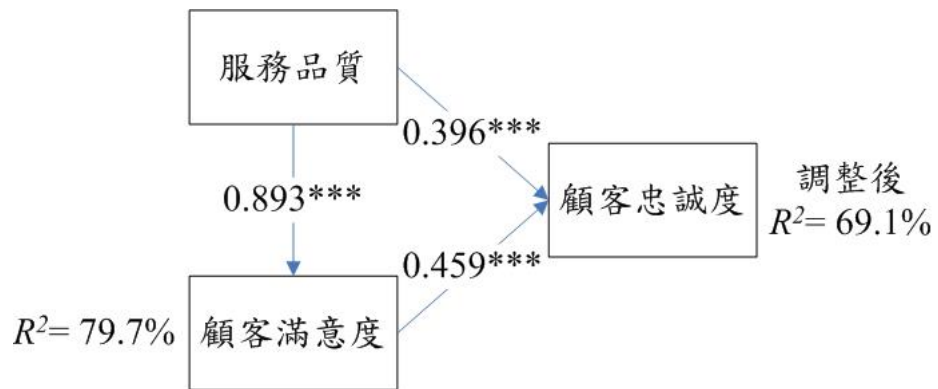 服務品質
0.396***
0.893***
顧客忠誠度
調整後
R²= 69.1%
0.459***
R²= 79.7%
顧客滿意度